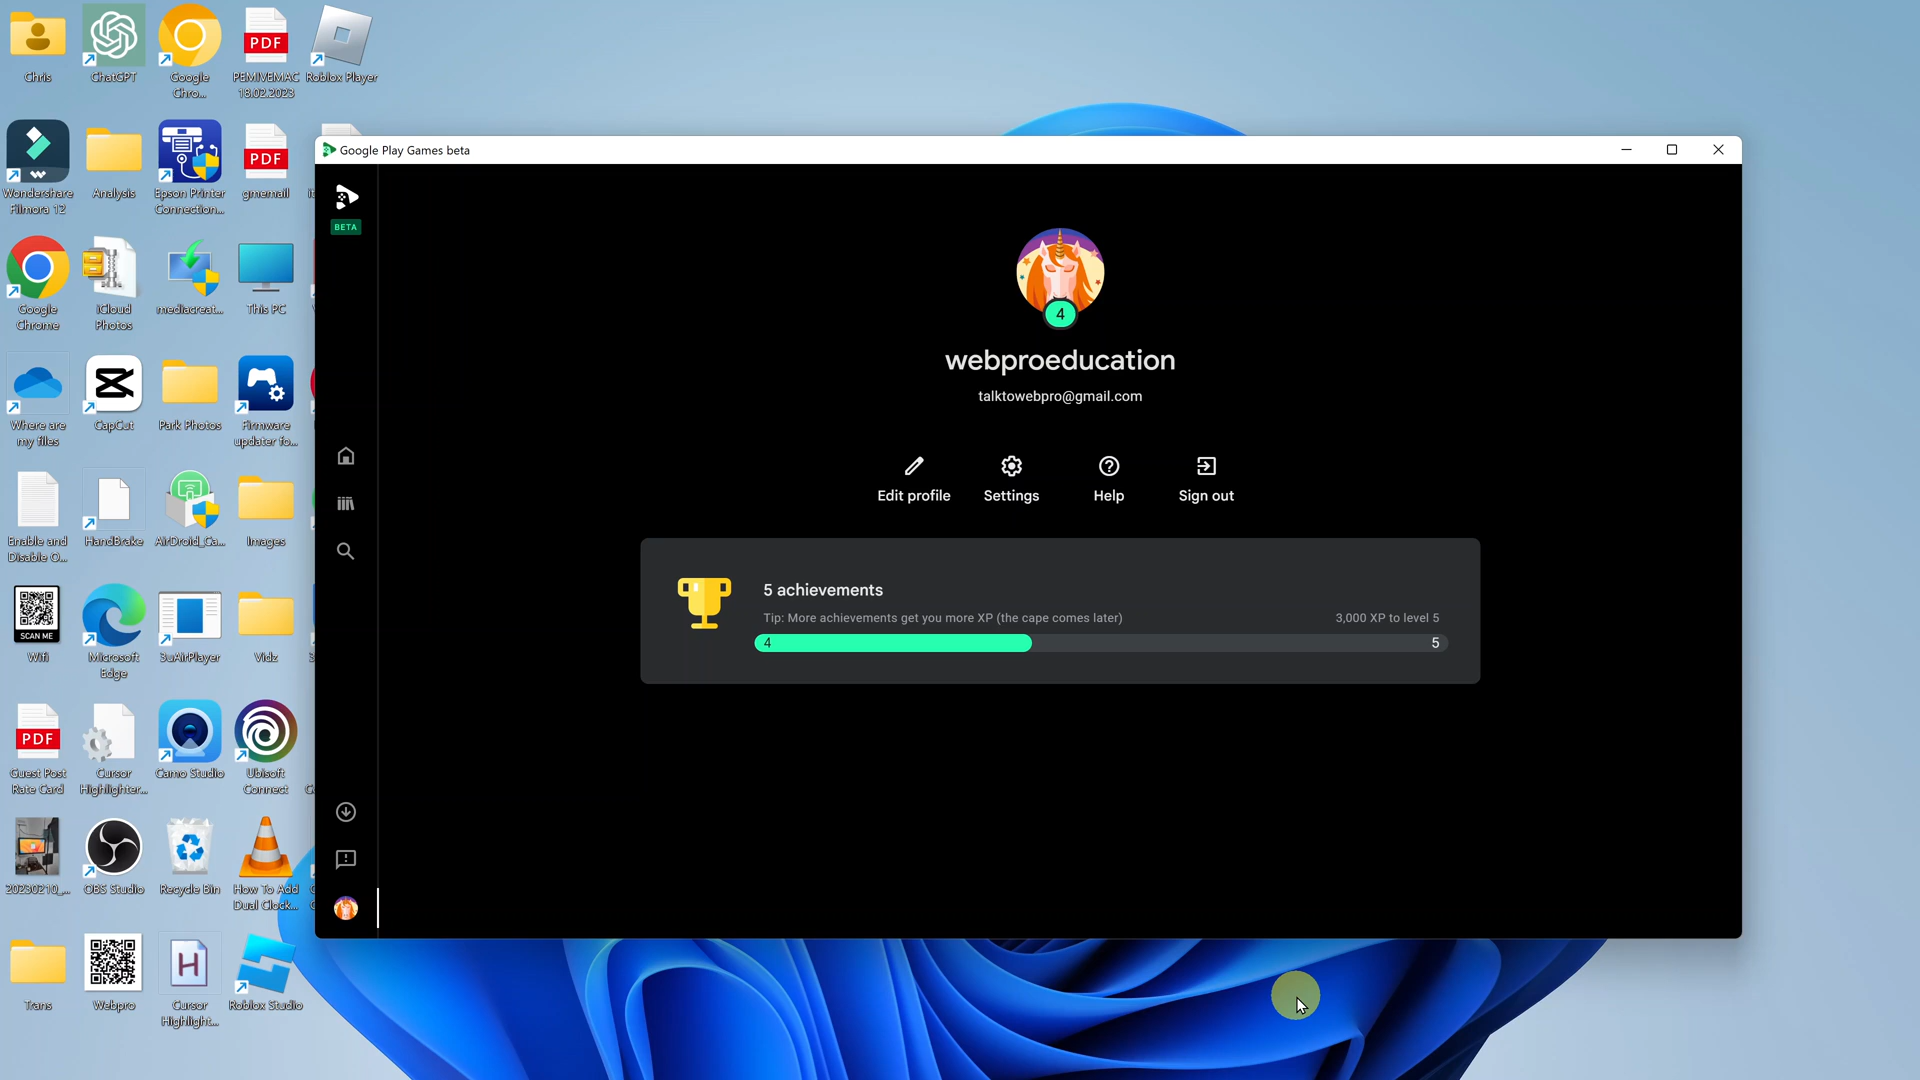 Chris
ChatGPT
Google
Chro...
PDF
PEMIVEMAC
18.02.2023
Roblox Player
Wondershare
Filmora 12
Analysis
Epson Printer
Connection...
PDF
gmemail
Google
Chrome
iCloud
Photos
mediacreat...
This PC
Where are
my files
CapCut
Park Photos
Firmware
updater fo...
Enable and
Disable O...
HandBrake
AirDroid_Ca...
Images
SCAN ME
Wifi
Microsoft
Edge
3uAirPlayer
Vidz
PDF
Guest Post
Rate Card
Cursor
Highlighter...
Camo Studio
Ubisoft
Connect
20230210_...
OBS Studio
Recycle Bin
How To Add
Dual Clock...
Trans
Webpro
H
Cursor
Highlight...
Roblox Studio
Google Play Games beta
BETA
4
webproeducation
talktowebpro@gmail.com
Edit profile
Settings
Help
Sign out
5 achievements
Tip: More achievements get you more XP (the cape comes later)
3,000 XP to level 5
4
5